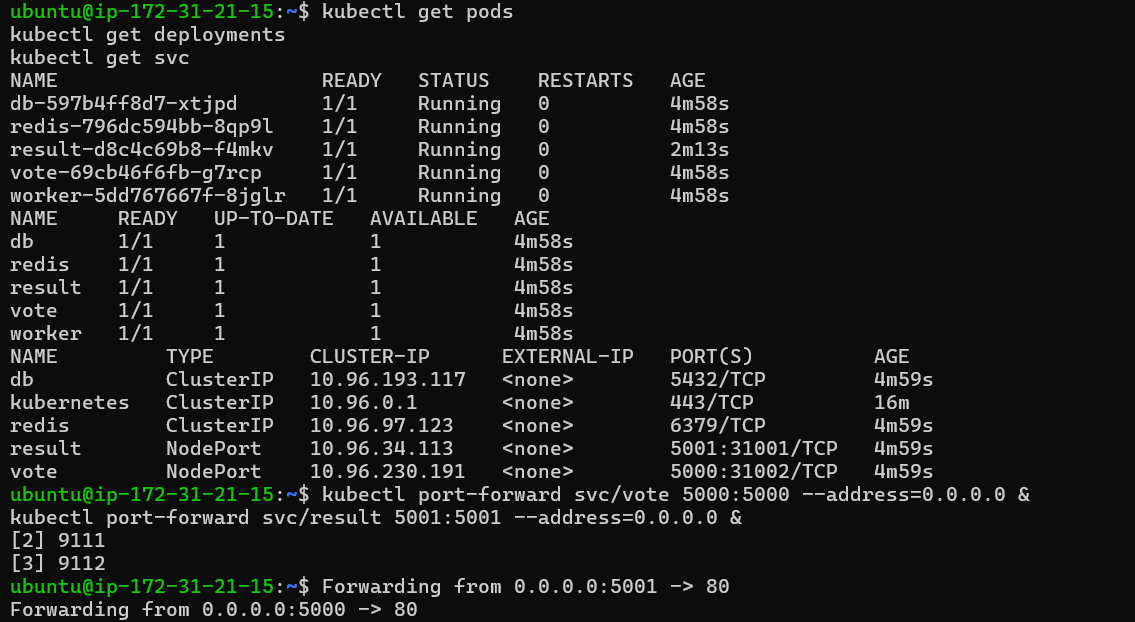 ubuntu@ip-172-31-21-15:~$ kubectl get pods
kubectl get deployments
kubectl get svc
NAME                      READY   STATUS    RESTARTS   AGE
db-597b4ff8d7-xtjpd       1/1     Running   0          4m58s
redis-796dc594bb-8qp9l    1/1     Running   0          4m58s
result-d8c4c69b8-f4mkv    1/1     Running   0          2m13s
vote-69cb46f6fb-g7rcp     1/1     Running   0          4m58s
worker-5dd767667f-8jglr   1/1     Running   0          4m58s
NAME     READY   UP-TO-DATE   AVAILABLE   AGE
db       1/1     1            1           4m58s
redis    1/1     1            1           4m58s
result   1/1     1            1           4m58s
vote     1/1     1            1           4m58s
worker   1/1     1            1           4m58s
NAME         TYPE        CLUSTER-IP      EXTERNAL-IP   PORT(S)          AGE
db           ClusterIP   10.96.193.117   <none>        5432/TCP         4m59s
kubernetes   ClusterIP   10.96.0.1       <none>        443/TCP          16m
redis        ClusterIP   10.96.97.123    <none>        6379/TCP         4m59s
result       NodePort    10.96.34.113    <none>        5001:31001/TCP   4m59s
vote         NodePort    10.96.230.191   <none>        5000:31002/TCP   4m59s
ubuntu@ip-172-31-21-15:~$ kubectl port-forward svc/vote 5000:5000 --address=0.0.0.0 &
kubectl port-forward svc/result 5001:5001 --address=0.0.0.0 &
[2] 9111
[3] 9112
ubuntu@ip-172-31-21-15:~$ Forwarding from 0.0.0.0:5001 -> 80
Forwarding from 0.0.0.0:5000 -> 80